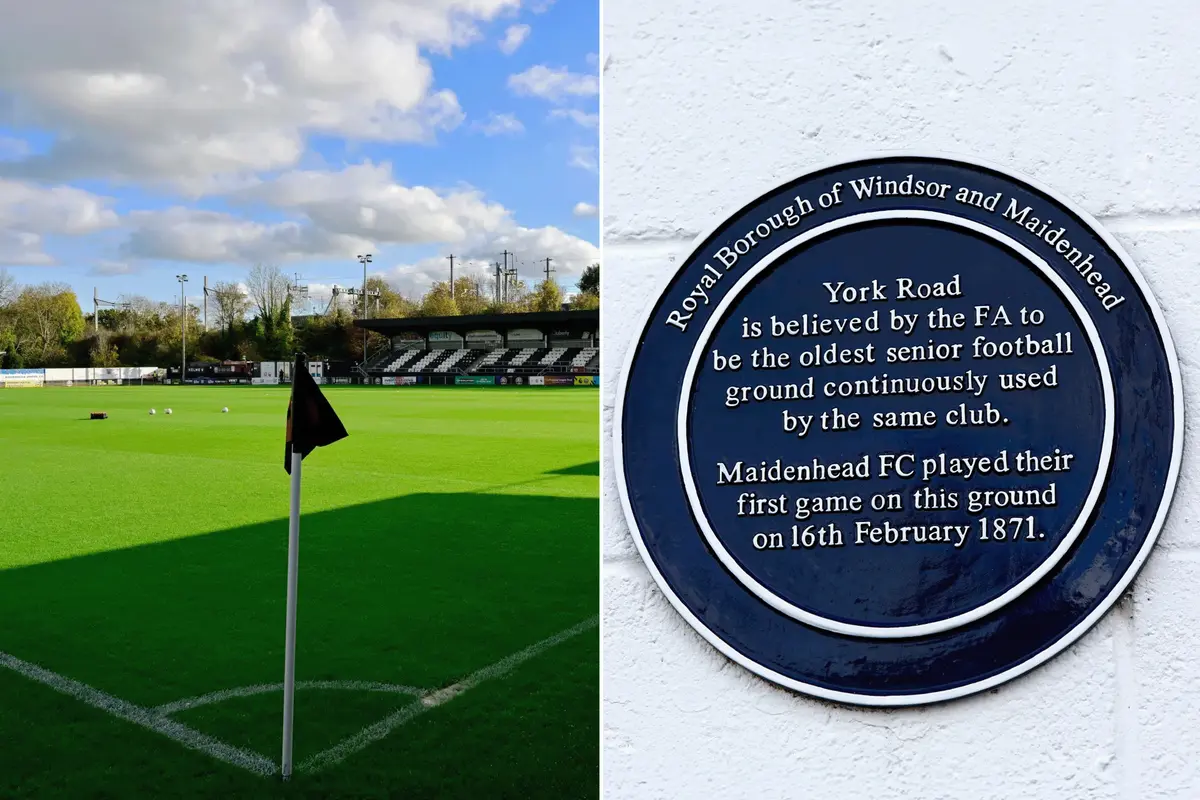 Royal Borough of Windsor and Maidenhead
York Road
is believed by the FA to
be the oldest senior football
ground continuously used
by the same club.
Maidenhead FC played their
first game on this ground
on 16th February 1871.